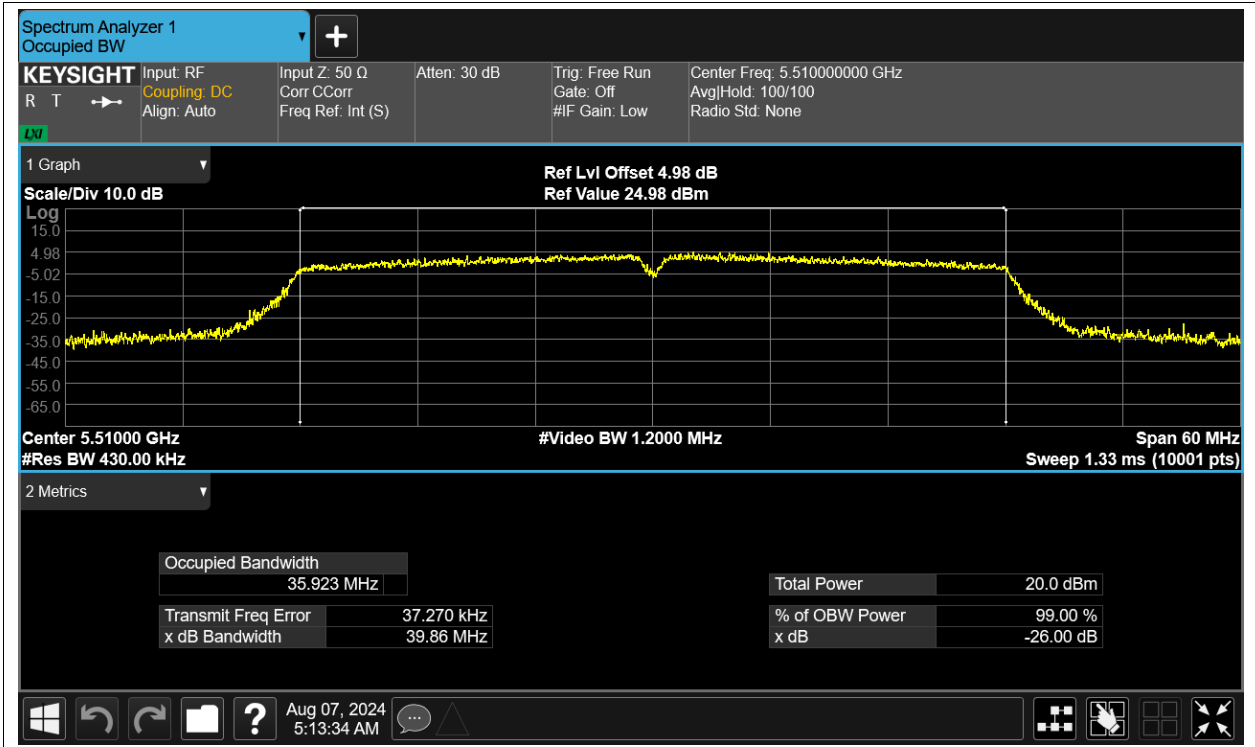 Spectrum Analyzer 1
Occupied BW
KEYSIGHT
R T
LXI
Input: RF
Coupling: DC
Align: Auto
Input Z: 50 Ω
Corr CCorr
Freq Ref: Int (S)
Atten: 30 dB
Trig: Free Run
Gate: Off
#IF Gain: Low
Center Freq: 5.510000000 GHz
Avg|Hold: 100/100
Radio Std: None
1 Graph
Ref Lvl Offset 4.98 dB
Scale/Div 10.0 dB
Ref Value 24.98 dBm
Log
15.0
4.98
-5.02
-15.0
-25.0
-35.0
-45.0
-55.0
-65.0
Center 5.51000 GHz
#Video BW 1.2000 MHz
Span 60 MHz
#Res BW 430.00 kHz
Sweep 1.33 ms (10001 pts)
2 Metrics
Occupied Bandwidth
35.923 MHz
Total Power 20.0 dBm
Transmit Freq Error 37.270 kHz
% of OBW Power 99.00 %
x dB Bandwidth 39.86 MHz
x dB -26.00 dB
?
Aug 07, 2024
5:13:34 AM